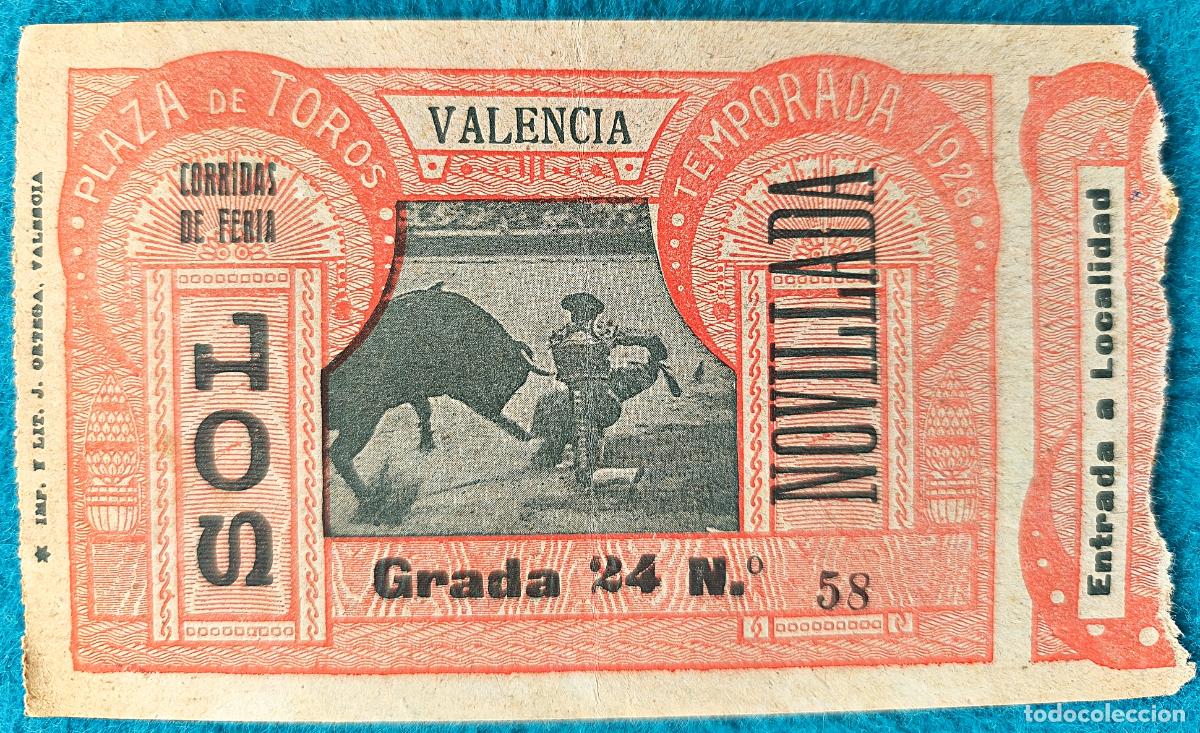 PLAZA DE TOROS
VALENCIA
TEMPORADA 1926
CORRIDAS
DE FERIA
SOL
NOVILLADA
Grada 24 N.º 58
Entrada a Localidad
★ IMP. Y LIT. J. ORTEGA. VALENCIA
todocoleccion